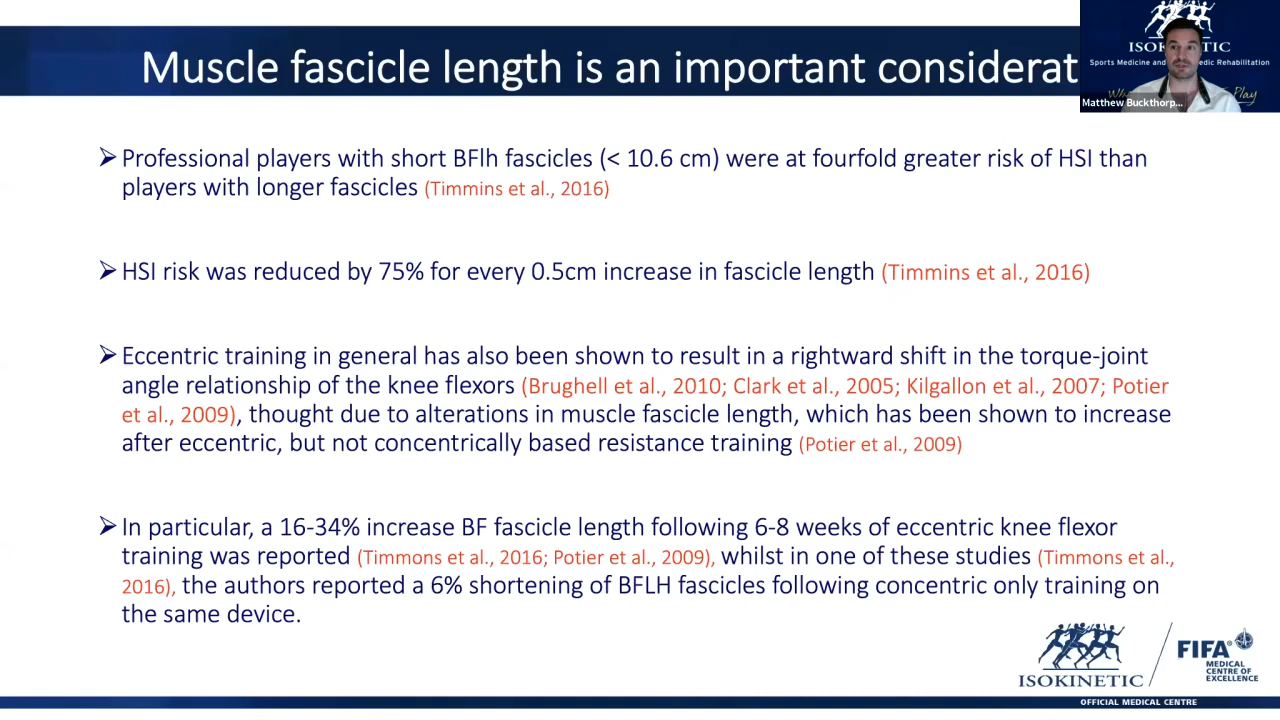 Muscle fascicle length is an important considerat
ISOKINETIC
Sports Medicine and edic Rehabilitation
Play
Matthew Buckthorp...
➢Professional players with short BFlh fascicles (< 10.6 cm) were at fourfold greater risk of HSI than
players with longer fascicles (Timmins et al., 2016)
➢HSI risk was reduced by 75% for every 0.5cm increase in fascicle length (Timmins et al., 2016)
➢Eccentric training in general has also been shown to result in a rightward shift in the torque-joint
angle relationship of the knee flexors (Brughell et al., 2010; Clark et al., 2005; Kilgallon et al., 2007; Potier
et al., 2009), thought due to alterations in muscle fascicle length, which has been shown to increase
after eccentric, but not concentrically based resistance training (Potier et al., 2009)
➢In particular, a 16-34% increase BF fascicle length following 6-8 weeks of eccentric knee flexor
training was reported (Timmons et al., 2016; Potier et al., 2009), whilst in one of these studies (Timmons et al.,
2016), the authors reported a 6% shortening of BFLH fascicles following concentric only training on
the same device.
ISOKINETIC
FIFA®
MEDICAL
CENTRE OF
EXCELLENCE
OFFICIAL MEDICAL CENTRE